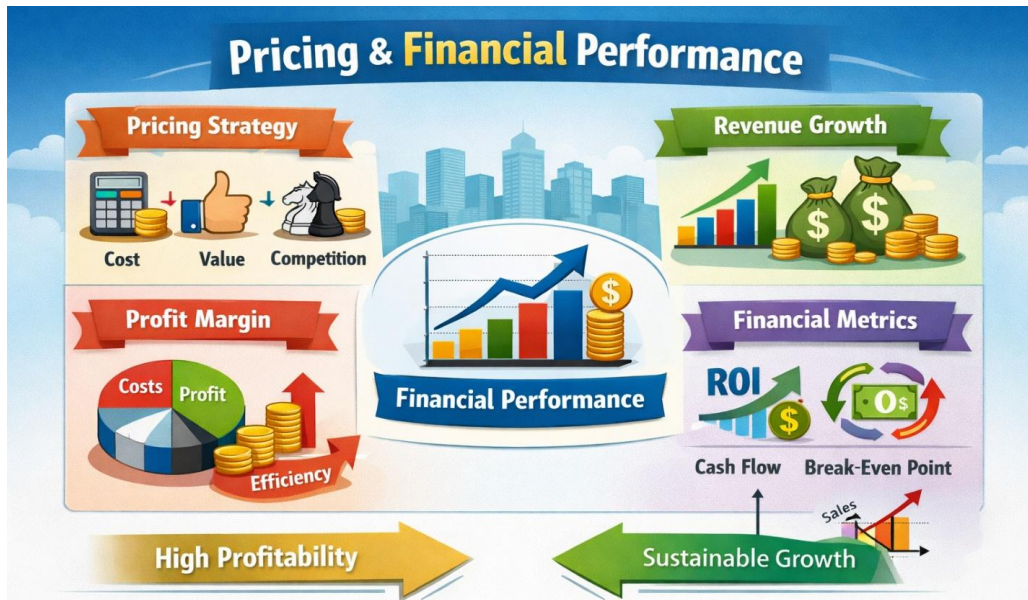 Pricing & Financial Performance
Pricing Strategy
Cost
Value
Competition
Revenue Growth
$
$
Profit Margin
Costs
Profit
Efficiency
$
Financial Performance
Financial Metrics
ROI
$
0$
Cash Flow
Break-Even Point
Sales
High Profitability
Sustainable Growth